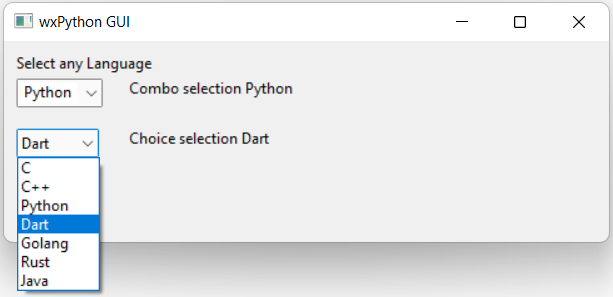 wxPython GUI
Select any Language
Python
Combo selection Python
Dart
Choice selection Dart
C
C++
Python
Dart
Golang
Rust
Java